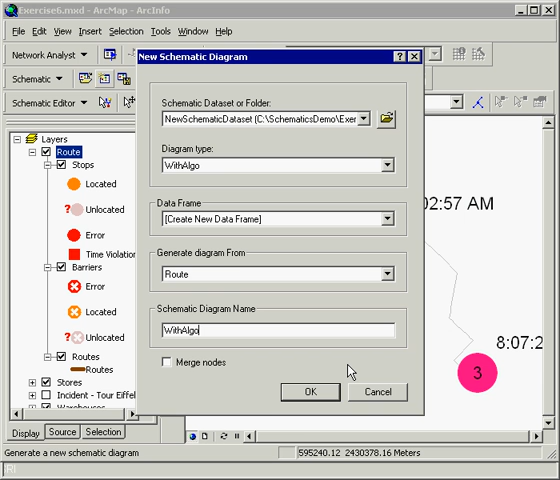 Exercise6.mxd - ArcMap - ArcInfo
File Edit View Insert Selection Tools Window Help
Network Analyst
Schematic
Schematic Editor
New Schematic Diagram
Schematic Dataset or Folder:
NewSchematicDataset (C:\SchematicsDemo\Exer
Diagram type:
WithAlgo
Data Frame
[Create New Data Frame]
Generate diagram From
Route
Schematic Diagram Name
WithAlgo
Merge nodes
OK Cancel
Layers
Route
Stops
Located
? Unlocated
Error
Time Violation
Barriers
Error
Located
? Unlocated
Routes
Routes
Stores
Incident - Tour Eiffel
Warehouses
Display Source Selection
02:57 AM
8:07:2
3
Generate a new schematic diagram
595240.12 2430378.16 Meters